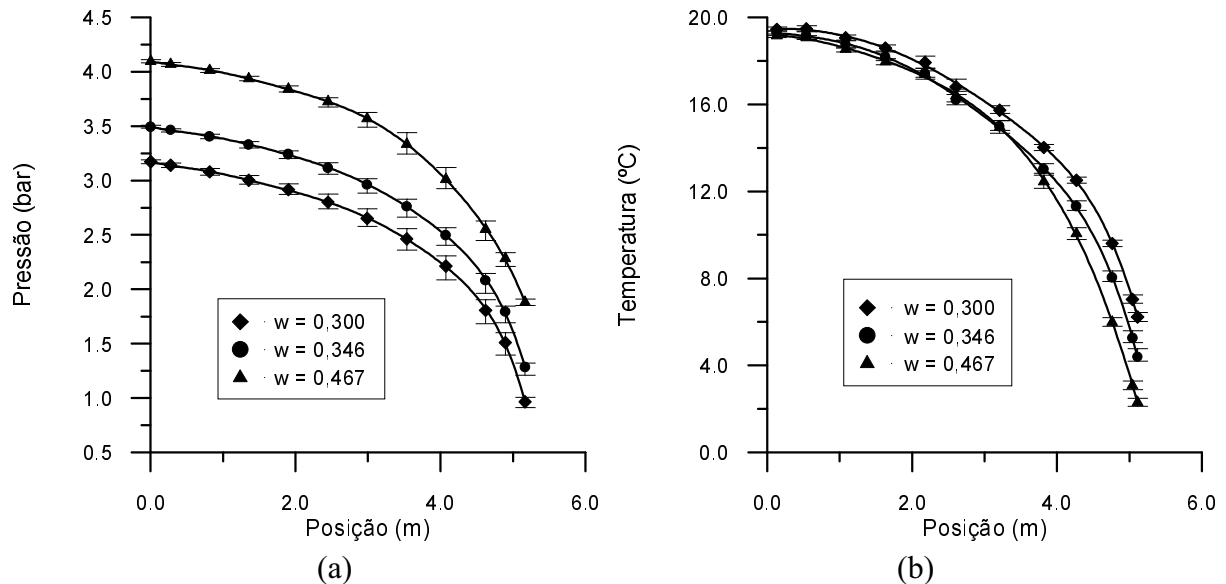 4.5
4.0
3.5
3.0
2.5
2.0
1.5
1.0
0.5
Pressão (bar)
w = 0,300
w = 0,346
w = 0,467
0.0 2.0 4.0 6.0
Posição (m)
(a)
20.0
16.0
12.0
8.0
4.0
0.0
Temperatura (ºC)
w = 0,300
w = 0,346
w = 0,467
0.0 2.0 4.0 6.0
Posição (m)
(b)